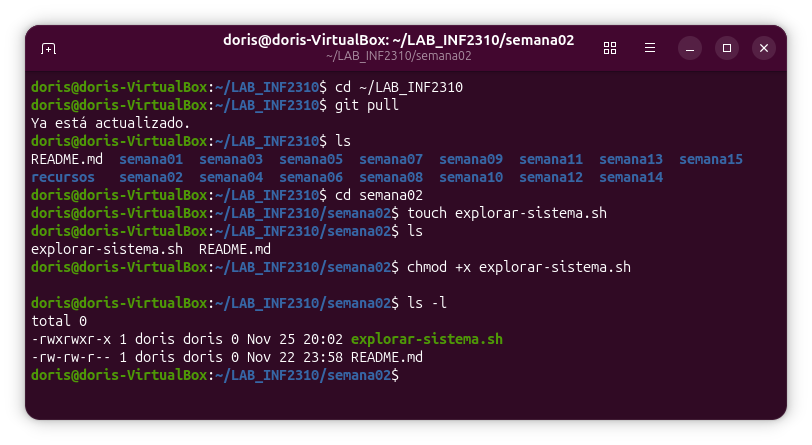 doris@doris-VirtualBox: ~/LAB_INF2310/semana02
~/LAB_INF2310/semana02
doris@doris-VirtualBox:~/LAB_INF2310$ cd ~/LAB_INF2310
doris@doris-VirtualBox:~/LAB_INF2310$ git pull
Ya está actualizado.
doris@doris-VirtualBox:~/LAB_INF2310$ ls
README.md  semana01  semana03  semana05  semana07  semana09  semana11  semana13  semana15
recursos   semana02  semana04  semana06  semana08  semana10  semana12  semana14
doris@doris-VirtualBox:~/LAB_INF2310$ cd semana02
doris@doris-VirtualBox:~/LAB_INF2310/semana02$ touch explorar-sistema.sh
doris@doris-VirtualBox:~/LAB_INF2310/semana02$ ls
explorar-sistema.sh  README.md
doris@doris-VirtualBox:~/LAB_INF2310/semana02$ chmod +x explorar-sistema.sh
doris@doris-VirtualBox:~/LAB_INF2310/semana02$ ls -l
total 0
-rwxrwxr-x 1 doris doris 0 Nov 25 20:02 explorar-sistema.sh
-rw-rw-r-- 1 doris doris 0 Nov 22 23:58 README.md
doris@doris-VirtualBox:~/LAB_INF2310/semana02$